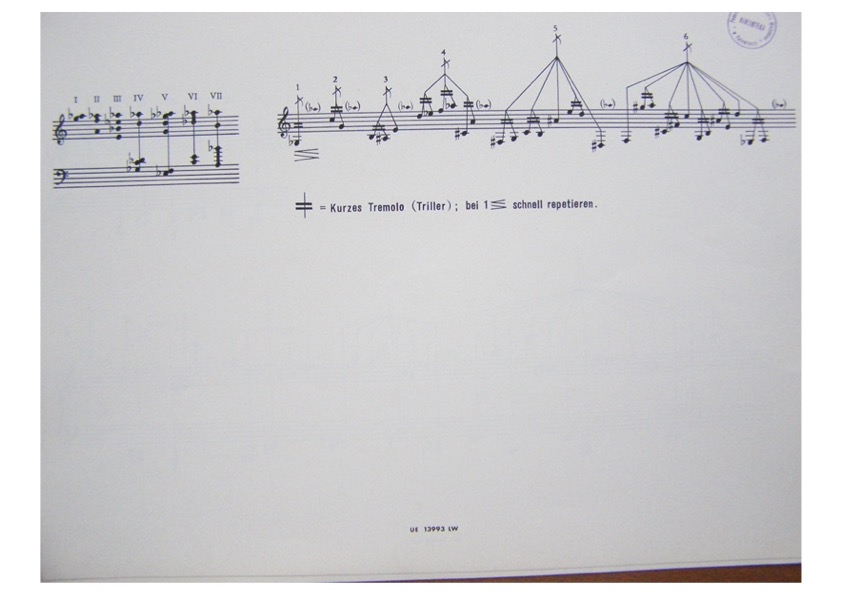 I II III IV V VI VII
1 2 3 4 5 6
= Kurzes Tremolo (Triller) ; bei 1 schnell repetieren.
UE 13993 LW